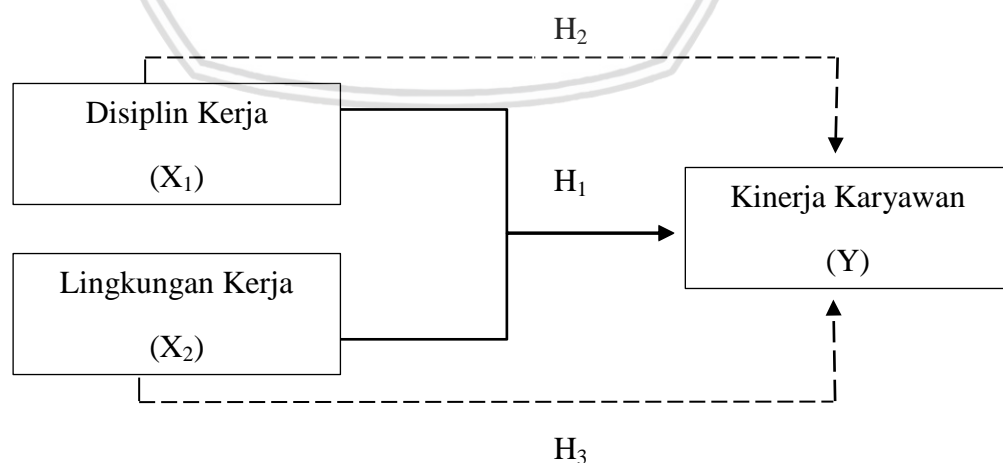 H₂
Disiplin Kerja
(X₁)
H₁
Kinerja Karyawan
(Y)
Lingkungan Kerja
(X₂)
H₃